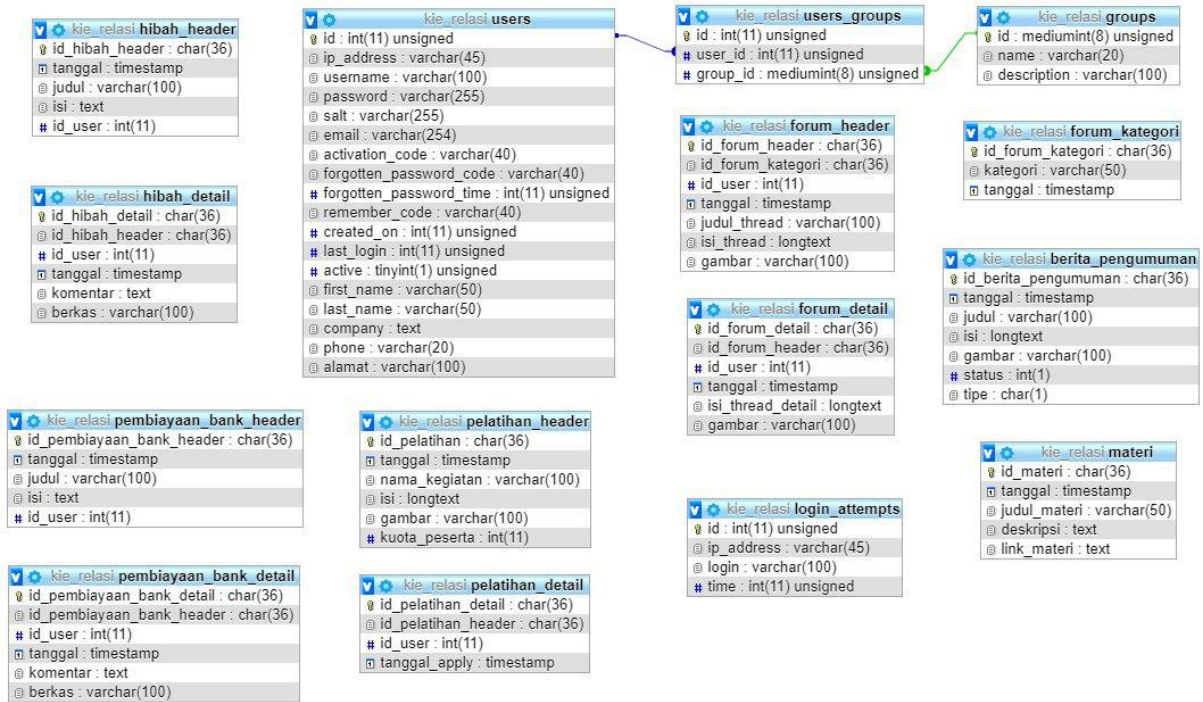 kie_relasi hibah_header
id_hibah_header : char(36)
tanggal : timestamp
judul : varchar(100)
isi : text
# id_user : int(11)
kie_relasi hibah_detail
id_hibah_detail : char(36)
id_hibah_header : char(36)
# id_user : int(11)
tanggal : timestamp
komentar : text
berkas : varchar(100)
kie_relasi users
id : int(11) unsigned
ip_address : varchar(45)
username : varchar(100)
password : varchar(255)
salt : varchar(255)
email : varchar(254)
activation_code : varchar(40)
forgotten_password_code : varchar(40)
# forgotten_password_time : int(11) unsigned
remember_code : varchar(40)
# created_on : int(11) unsigned
# last_login : int(11) unsigned
# active : tinyint(1) unsigned
first_name : varchar(50)
last_name : varchar(50)
company : text
phone : varchar(20)
alamat : varchar(100)
kie_relasi users_groups
id : int(11) unsigned
# user_id : int(11) unsigned
# group_id : mediumint(8) unsigned
kie_relasi groups
id : mediumint(8) unsigned
name : varchar(20)
description : varchar(100)
kie_relasi forum_header
id_forum_header : char(36)
id_forum_kategori : char(36)
# id_user : int(11)
tanggal : timestamp
judul_thread : varchar(100)
isi_thread : longtext
gambar : varchar(100)
kie_relasi forum_kategori
id_forum_kategori : char(36)
kategori : varchar(50)
tanggal : timestamp
kie_relasi forum_detail
id_forum_detail : char(36)
id_forum_header : char(36)
# id_user : int(11)
tanggal : timestamp
isi_thread_detail : longtext
gambar : varchar(100)
kie_relasi berita_pengumuman
id_berita_pengumuman : char(36)
tanggal : timestamp
judul : varchar(100)
isi : longtext
gambar : varchar(100)
# status : int(1)
tipe : char(1)
kie_relasi pembiayaan_bank_header
id_pembiayaan_bank_header : char(36)
tanggal : timestamp
judul : varchar(100)
isi : text
# id_user : int(11)
kie_relasi pelatihan_header
id_pelatihan : char(36)
tanggal : timestamp
nama_kegiatan : varchar(100)
isi : longtext
gambar : varchar(100)
# kuota_peserta : int(11)
kie_relasi login_attempts
id : int(11) unsigned
ip_address : varchar(45)
login : varchar(100)
# time : int(11) unsigned
kie_relasi materi
id_materi : char(36)
tanggal : timestamp
judul_materi : varchar(50)
deskripsi : text
link_materi : text
kie_relasi pembiayaan_bank_detail
id_pembiayaan_bank_detail : char(36)
id_pembiayaan_bank_header : char(36)
# id_user : int(11)
tanggal : timestamp
komentar : text
berkas : varchar(100)
kie_relasi pelatihan_detail
id_pelatihan_detail : char(36)
id_pelatihan_header : char(36)
# id_user : int(11)
tanggal_apply : timestamp